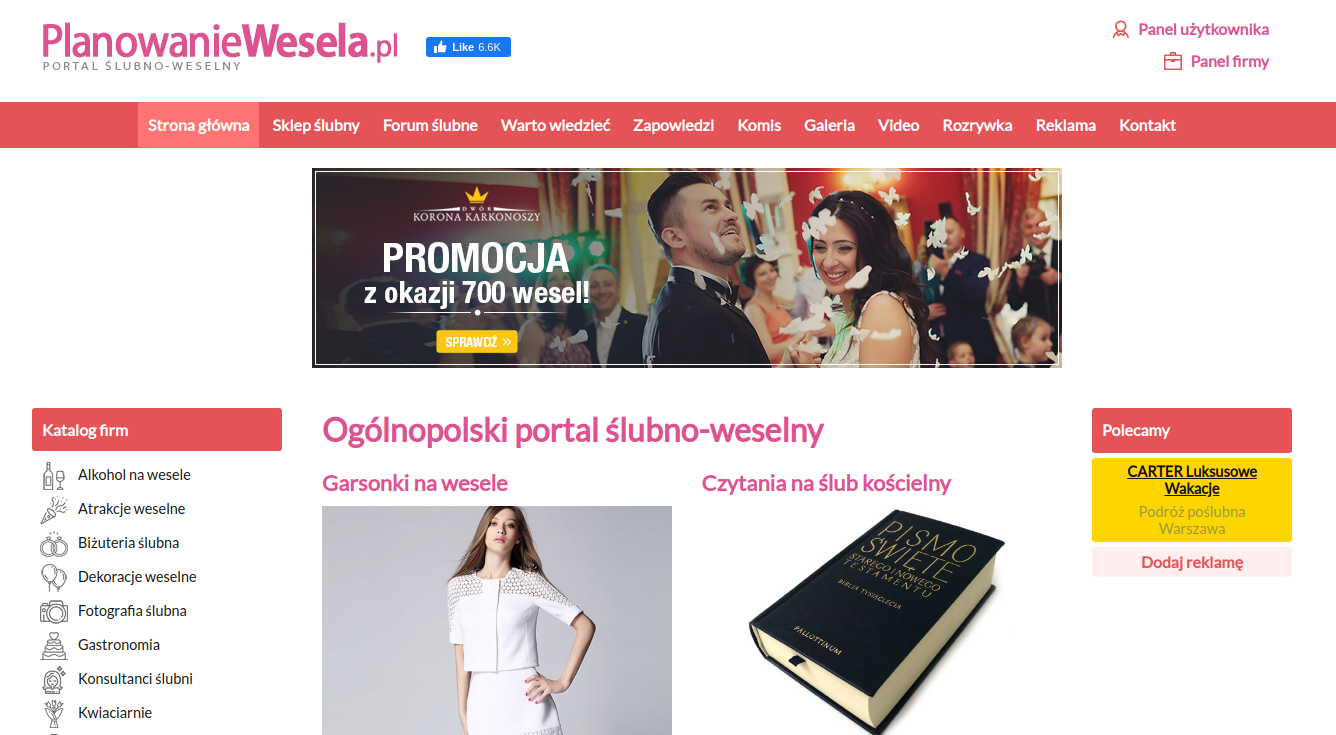 PlanowanieWesela.pl
PORTAL ŚLUBNO-WESELNY
Like 6.6K
Panel użytkownika
Panel firmy
Strona główna Sklep ślubny Forum ślubne Warto wiedzieć Zapowiedzi Komis Galeria Video Rozrywka Reklama Kontakt
DWÓR
KORONA KARKONOSZY
PROMOCJA
z okazji 700 wesel!
SPRAWDŹ »
Katalog firm
Alkohol na wesele
Atrakcje weselne
Biżuteria ślubna
Dekoracje weselne
Fotografia ślubna
Gastronomia
Konsultanci ślubni
Kwiaciarnie
Ogólnopolski portal ślubno-weselny
Garsonki na wesele
Czytania na ślub kościelny
PISMO
ŚWIĘTE
STAREGO I NOWEGO
TESTAMENTU
BIBLIA TYSIĄCLECIA
PALLOTTINUM
Polecamy
CARTER Luksusowe
Wakacje
Podróż poślubna
Warszawa
Dodaj reklamę